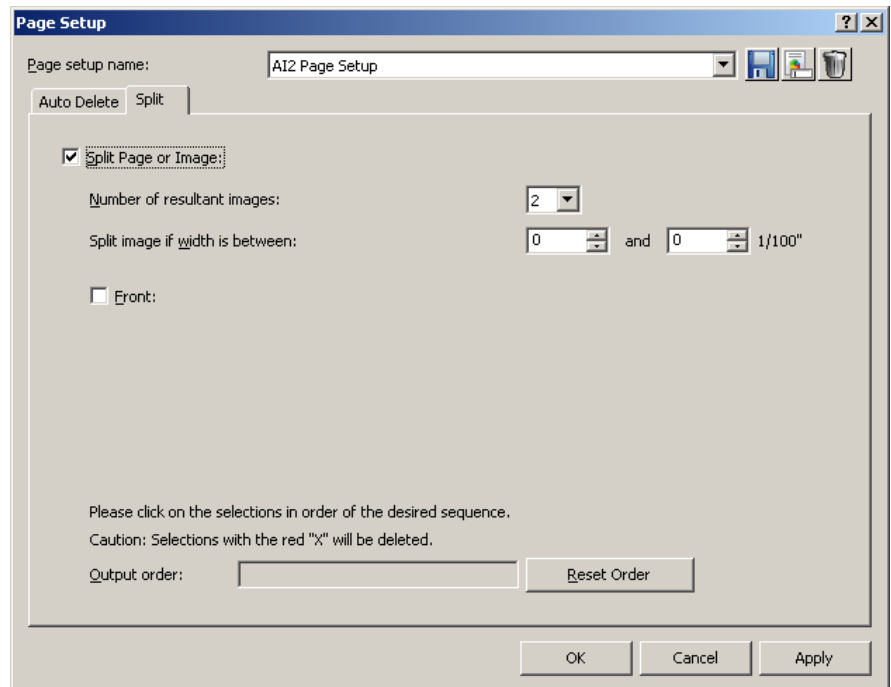 Page Setup
Page setup name: AI2 Page Setup
Auto Delete Split
Split Page or Image:
Number of resultant images: 2
Split image if width is between: 0 and 0 1/100"
Front:
Please click on the selections in order of the desired sequence.
Caution: Selections with the red "X" will be deleted.
Output order: Reset Order
OK Cancel Apply